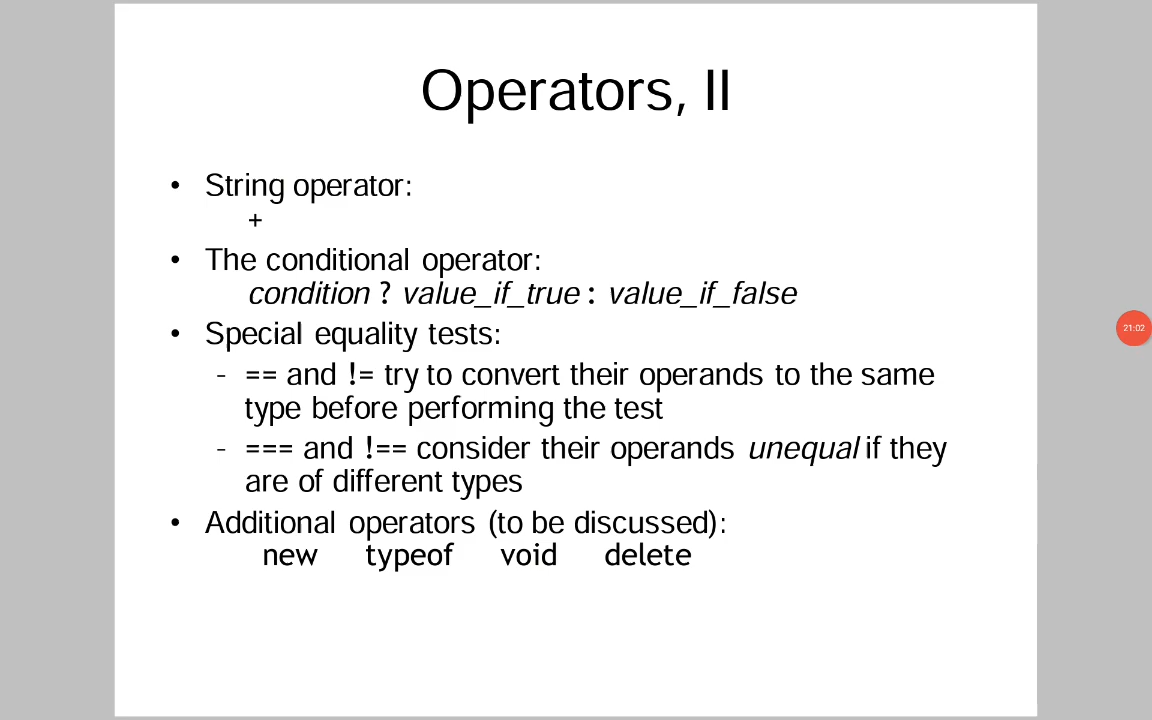 Operators, II
• String operator:
+
• The conditional operator:
condition ? value_if_true : value_if_false
• Special equality tests:
- == and != try to convert their operands to the same
type before performing the test
- === and !== consider their operands unequal if they
are of different types
• Additional operators (to be discussed):
new typeof void delete
21:02